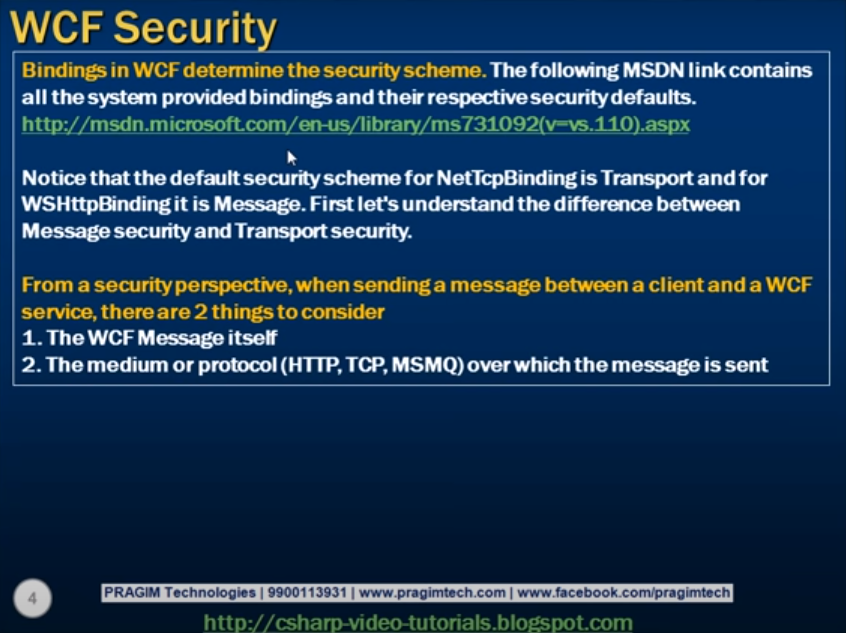 WCF Security
Bindings in WCF determine the security scheme. The following MSDN link contains
all the system provided bindings and their respective security defaults.
http://msdn.microsoft.com/en-us/library/ms731092(v=vs.110).aspx
Notice that the default security scheme for NetTcpBinding is Transport and for
WSHttpBinding it is Message. First let's understand the difference between
Message security and Transport security.
From a security perspective, when sending a message between a client and a WCF
service, there are 2 things to consider
1. The WCF Message itself
2. The medium or protocol (HTTP, TCP, MSMQ) over which the message is sent
4
PRAGIM Technologies | 9900113931 | www.pragimtech.com | www.facebook.com/pragimtech
http://csharp-video-tutorials.blogspot.com